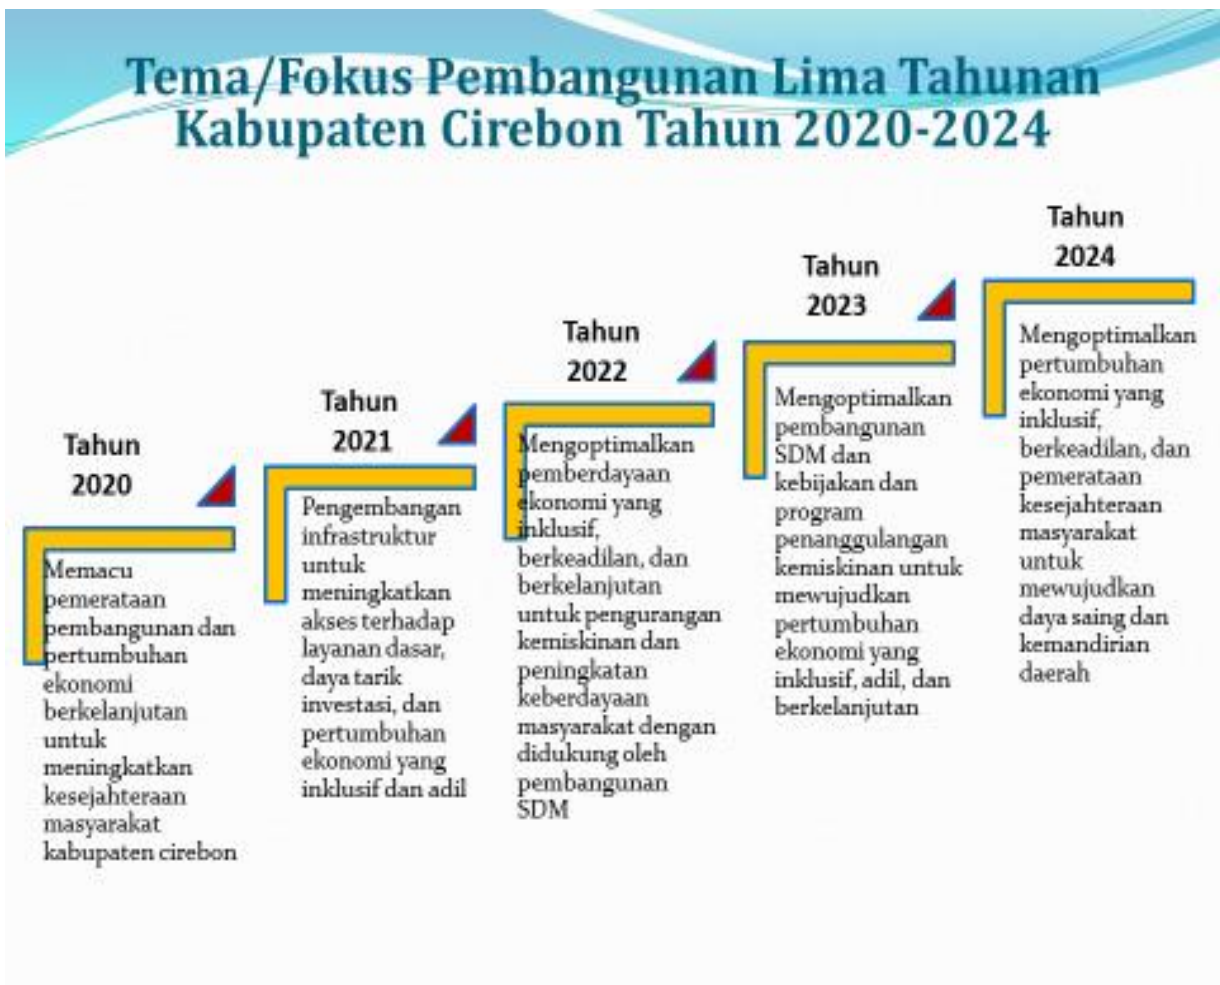 Tema/Fokus Pembangunan Lima Tahunan
Kabupaten Cirebon Tahun 2020-2024
Tahun
2020
Memacu
pemerataan
pembangunan dan
pertumbuhan
ekonomi
berkelanjutan
untuk
meningkatkan
kesejahteraan
masyarakat
kabupaten cirebon
Tahun
2021
Pengembangan
infrastruktur
untuk
meningkatkan
akses terhadap
layanan dasar,
daya tarik
investasi, dan
pertumbuhan
ekonomi yang
inklusif dan adil
Tahun
2022
Mengoptimalkan
pemberdayaan
ekonomi yang
inklusif,
berkeadilan, dan
berkelanjutan
untuk pengurangan
kemiskinan dan
peningkatan
keberdayaan
masyarakat dengan
didukung oleh
pembangunan
SDM
Tahun
2023
Mengoptimalkan
pembangunan
SDM dan
kebijakan dan
program
penanggulangan
kemiskinan untuk
mewujudkan
pertumbuhan
ekonomi yang
inklusif, adil, dan
berkelanjutan
Tahun
2024
Mengoptimalkan
pertumbuhan
ekonomi yang
inklusif,
berkeadilan, dan
pemerataan
kesejahteraan
masyarakat
untuk
mewujudkan
daya saing dan
kemandirian
daerah